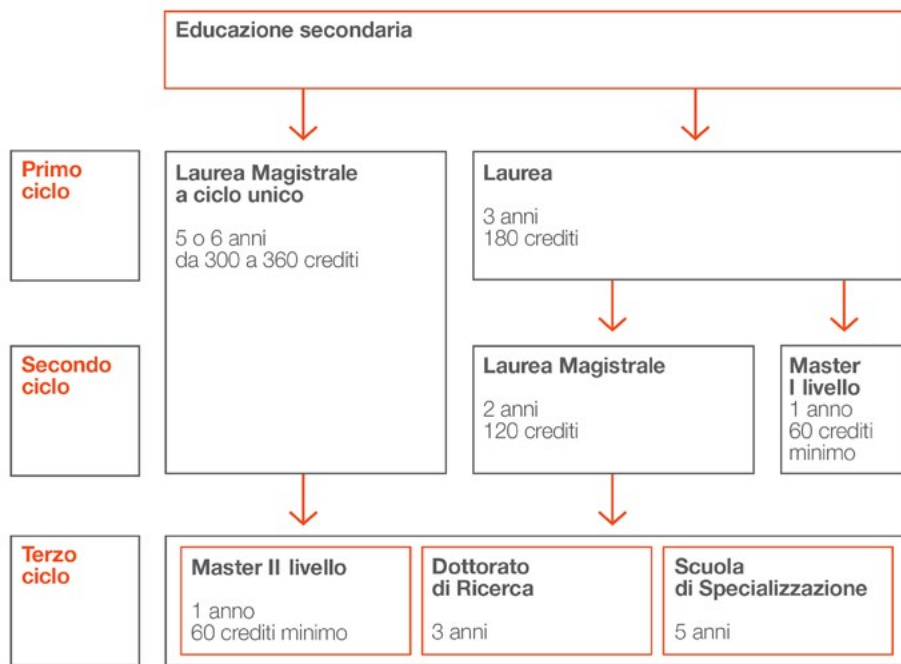 Educazione secondaria
Primo
ciclo
Laurea Magistrale
a ciclo unico
5 o 6 anni
da 300 a 360 crediti
Laurea
3 anni
180 crediti
Secondo
ciclo
Laurea Magistrale
2 anni
120 crediti
Master
I livello
1 anno
60 crediti
minimo
Terzo
ciclo
Master II livello
1 anno
60 crediti minimo
Dottorato
di Ricerca
3 anni
Scuola
di Specializzazione
5 anni